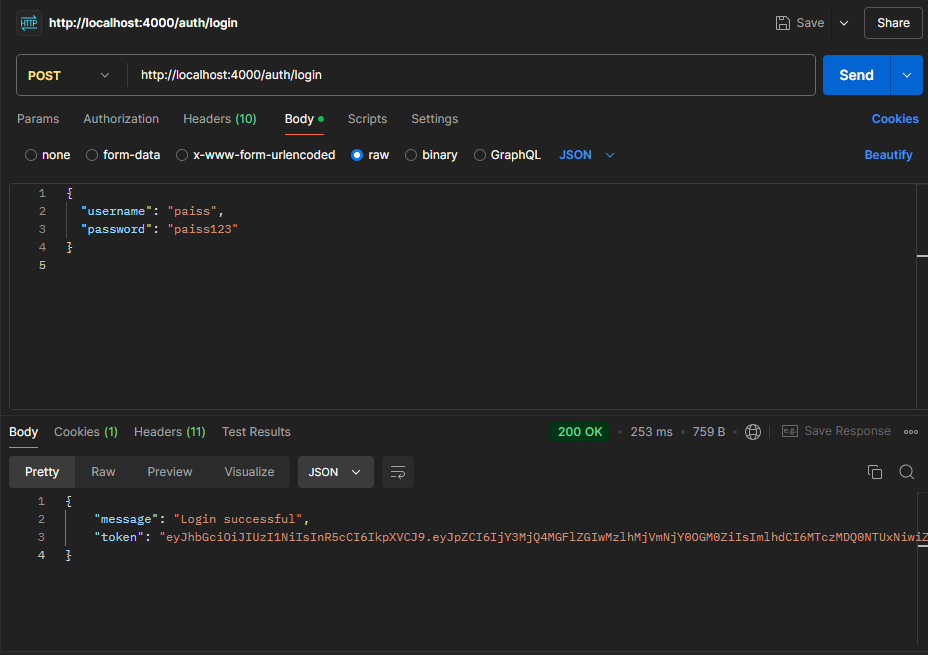 HTTP http://localhost:4000/auth/login Save Share
POST http://localhost:4000/auth/login Send
Params Authorization Headers (10) Body Scripts Settings Cookies
none form-data x-www-form-urlencoded raw binary GraphQL JSON Beautify
1 {
2 "username": "paiss",
3 "password": "paiss123"
4 }
5
Body Cookies (1) Headers (11) Test Results 200 OK 253 ms 759 B e.g. Save Response
Pretty Raw Preview Visualize JSON
1 {
2 "message": "Login successful",
3 "token": "eyJhbGciOiJIUzI1NiIsInR5cCI6IkpXVCJ9.eyJpZCI6IjY3MjQ4MGFlZGIwMzlhMjVmNjY0OGM0ZiIsImlhdCI6MTczMDQ0NTUxNiwiZ
4 }